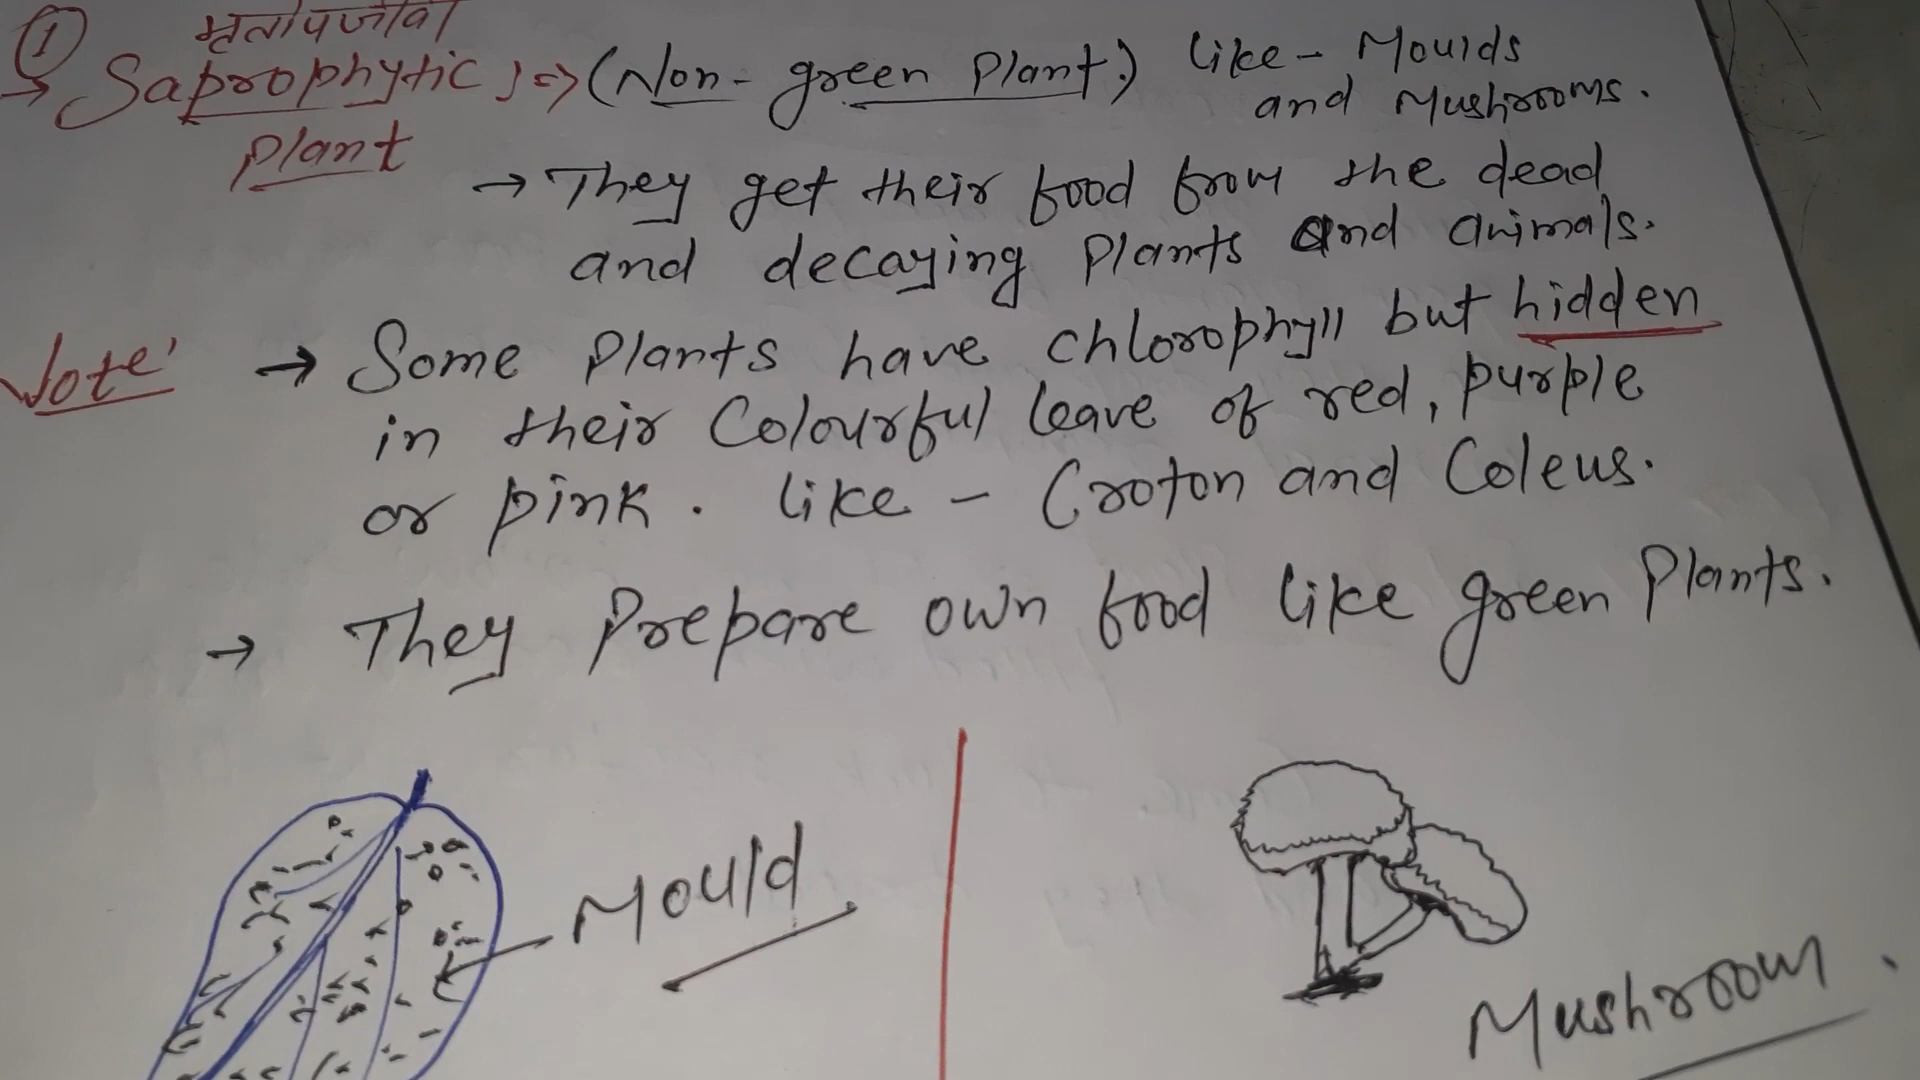 ① मृतोपजीवी
→ Saprophytic ⇒ (Non-green Plant.) like - Moulds
and Mushrooms.
Plant
→ They get their food from the dead
and decaying Plants and animals.
Note' → Some Plants have chlorophyll but hidden
in their Colourful leave of red, purple
or pink. like - Croton and Coleus.
→ They Prepare own food like green Plants.
Mould
Mushroom.